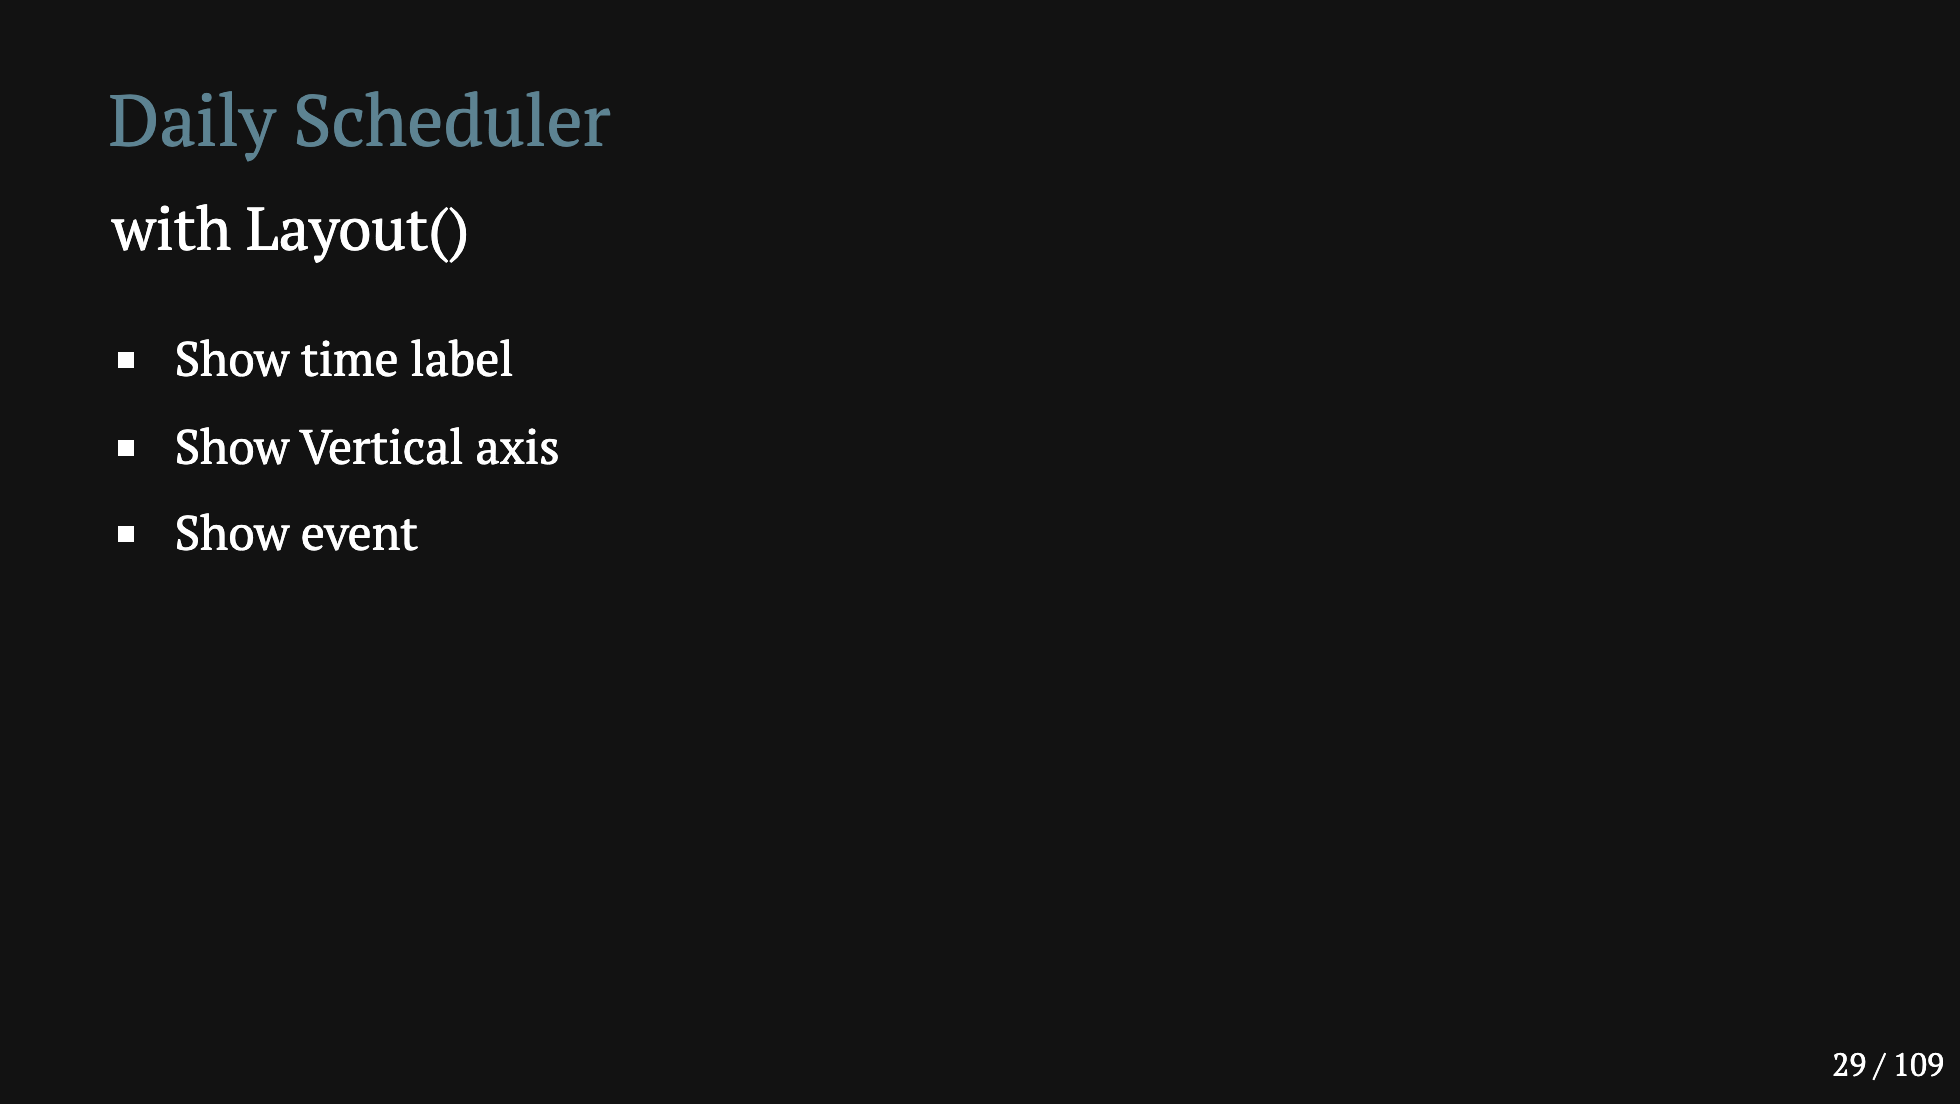 Daily Scheduler
with Layout()
Show time label
Show Vertical axis
Show event
29 / 109